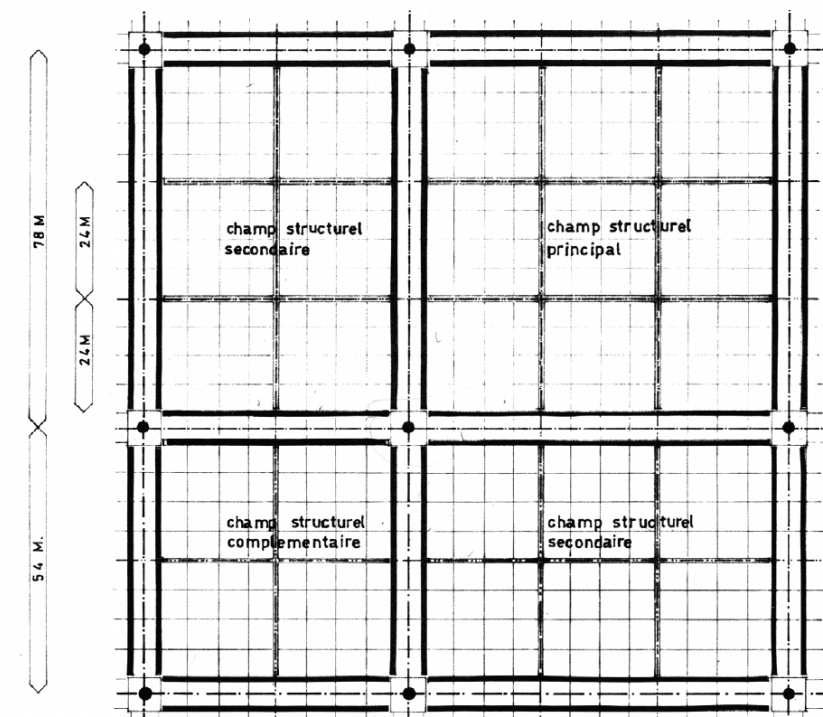 78 M
24 M
24 M
54 M.
champ structurel
secondaire
champ structurel
principal
champ structurel
complementaire
champ structurel
secondaire